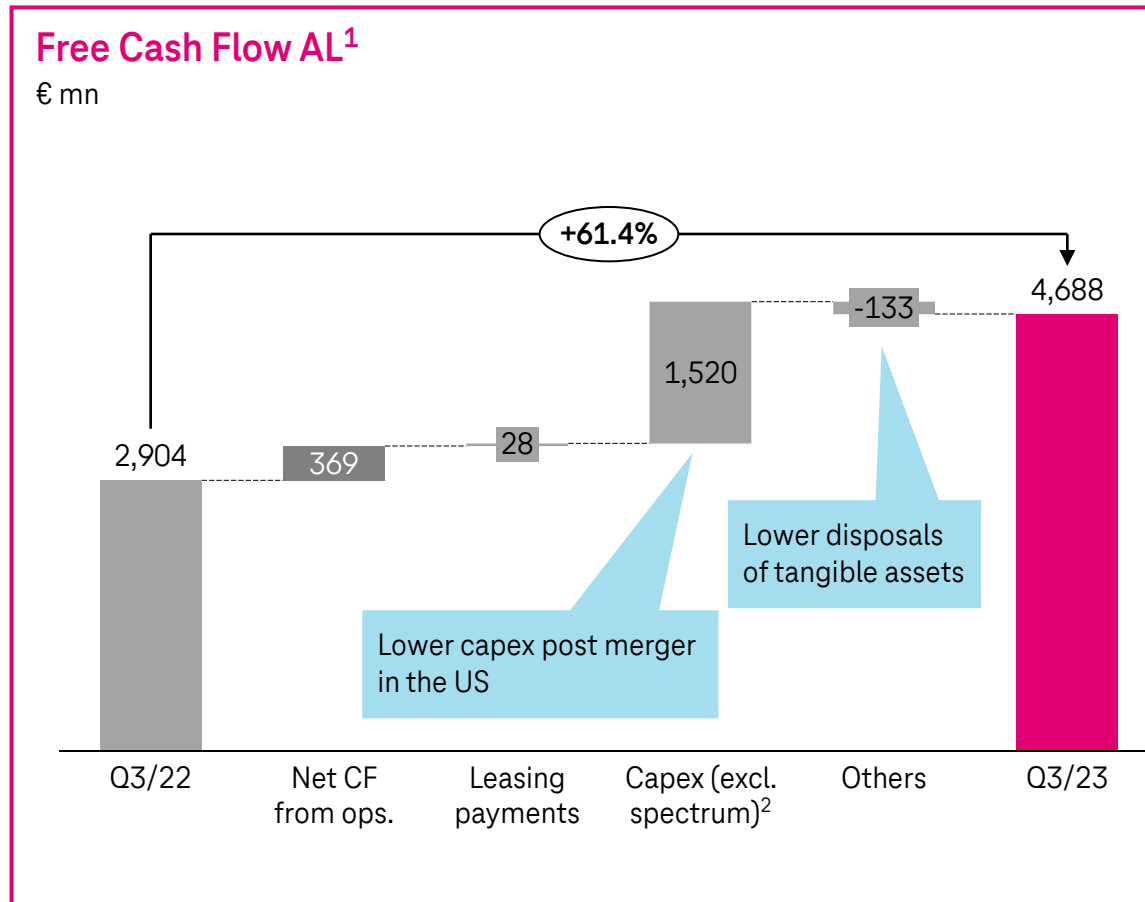 Free Cash Flow AL¹
€ mn
+61.4%
2,904
369
28
1,520
-133
4,688
Lower disposals
of tangible assets
Lower capex post merger
in the US
Q3/22
Net CF
from ops.
Leasing
payments
Capex (excl.
spectrum)²
Others
Q3/23